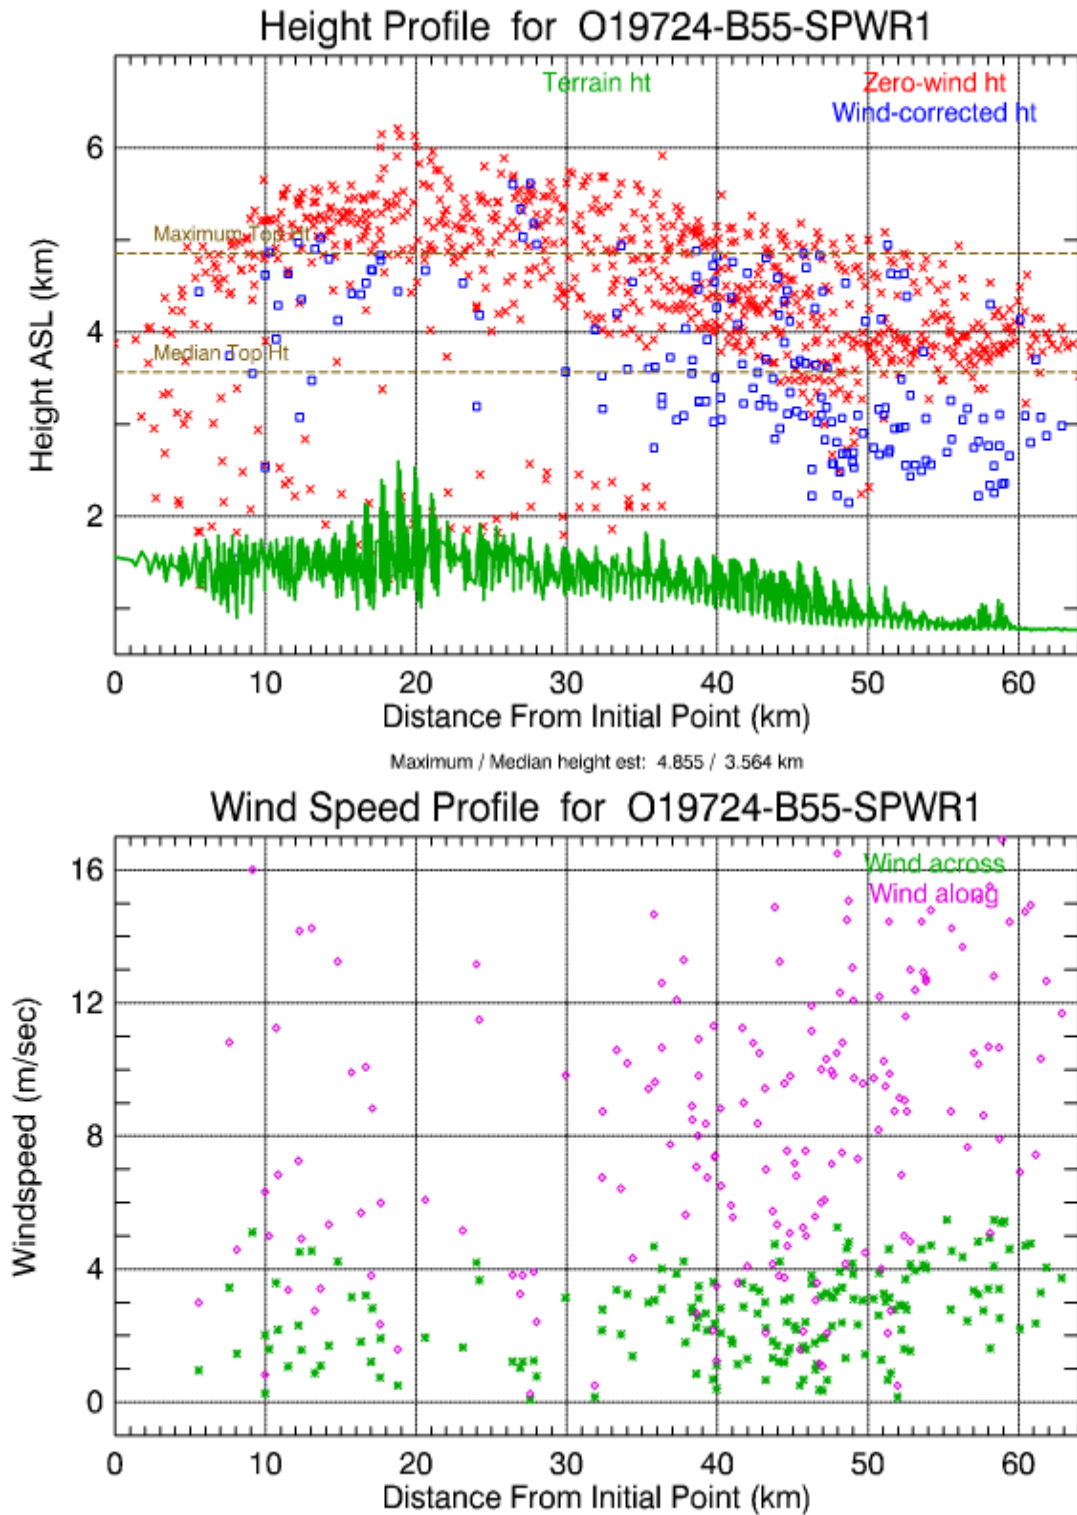 Height Profile for O19724-B55-SPWR1
Terrain ht
Zero-wind ht
Wind-corrected ht
Maximum Top Ht
Median Top Ht
Height ASL (km)
6
4
2
0 10 20 30 40 50 60
Distance From Initial Point (km)
Maximum / Median height est: 4.855 / 3.564 km
Wind Speed Profile for O19724-B55-SPWR1
Wind across
Wind along
Windspeed (m/sec)
16
12
8
4
0
0 10 20 30 40 50 60
Distance From Initial Point (km)